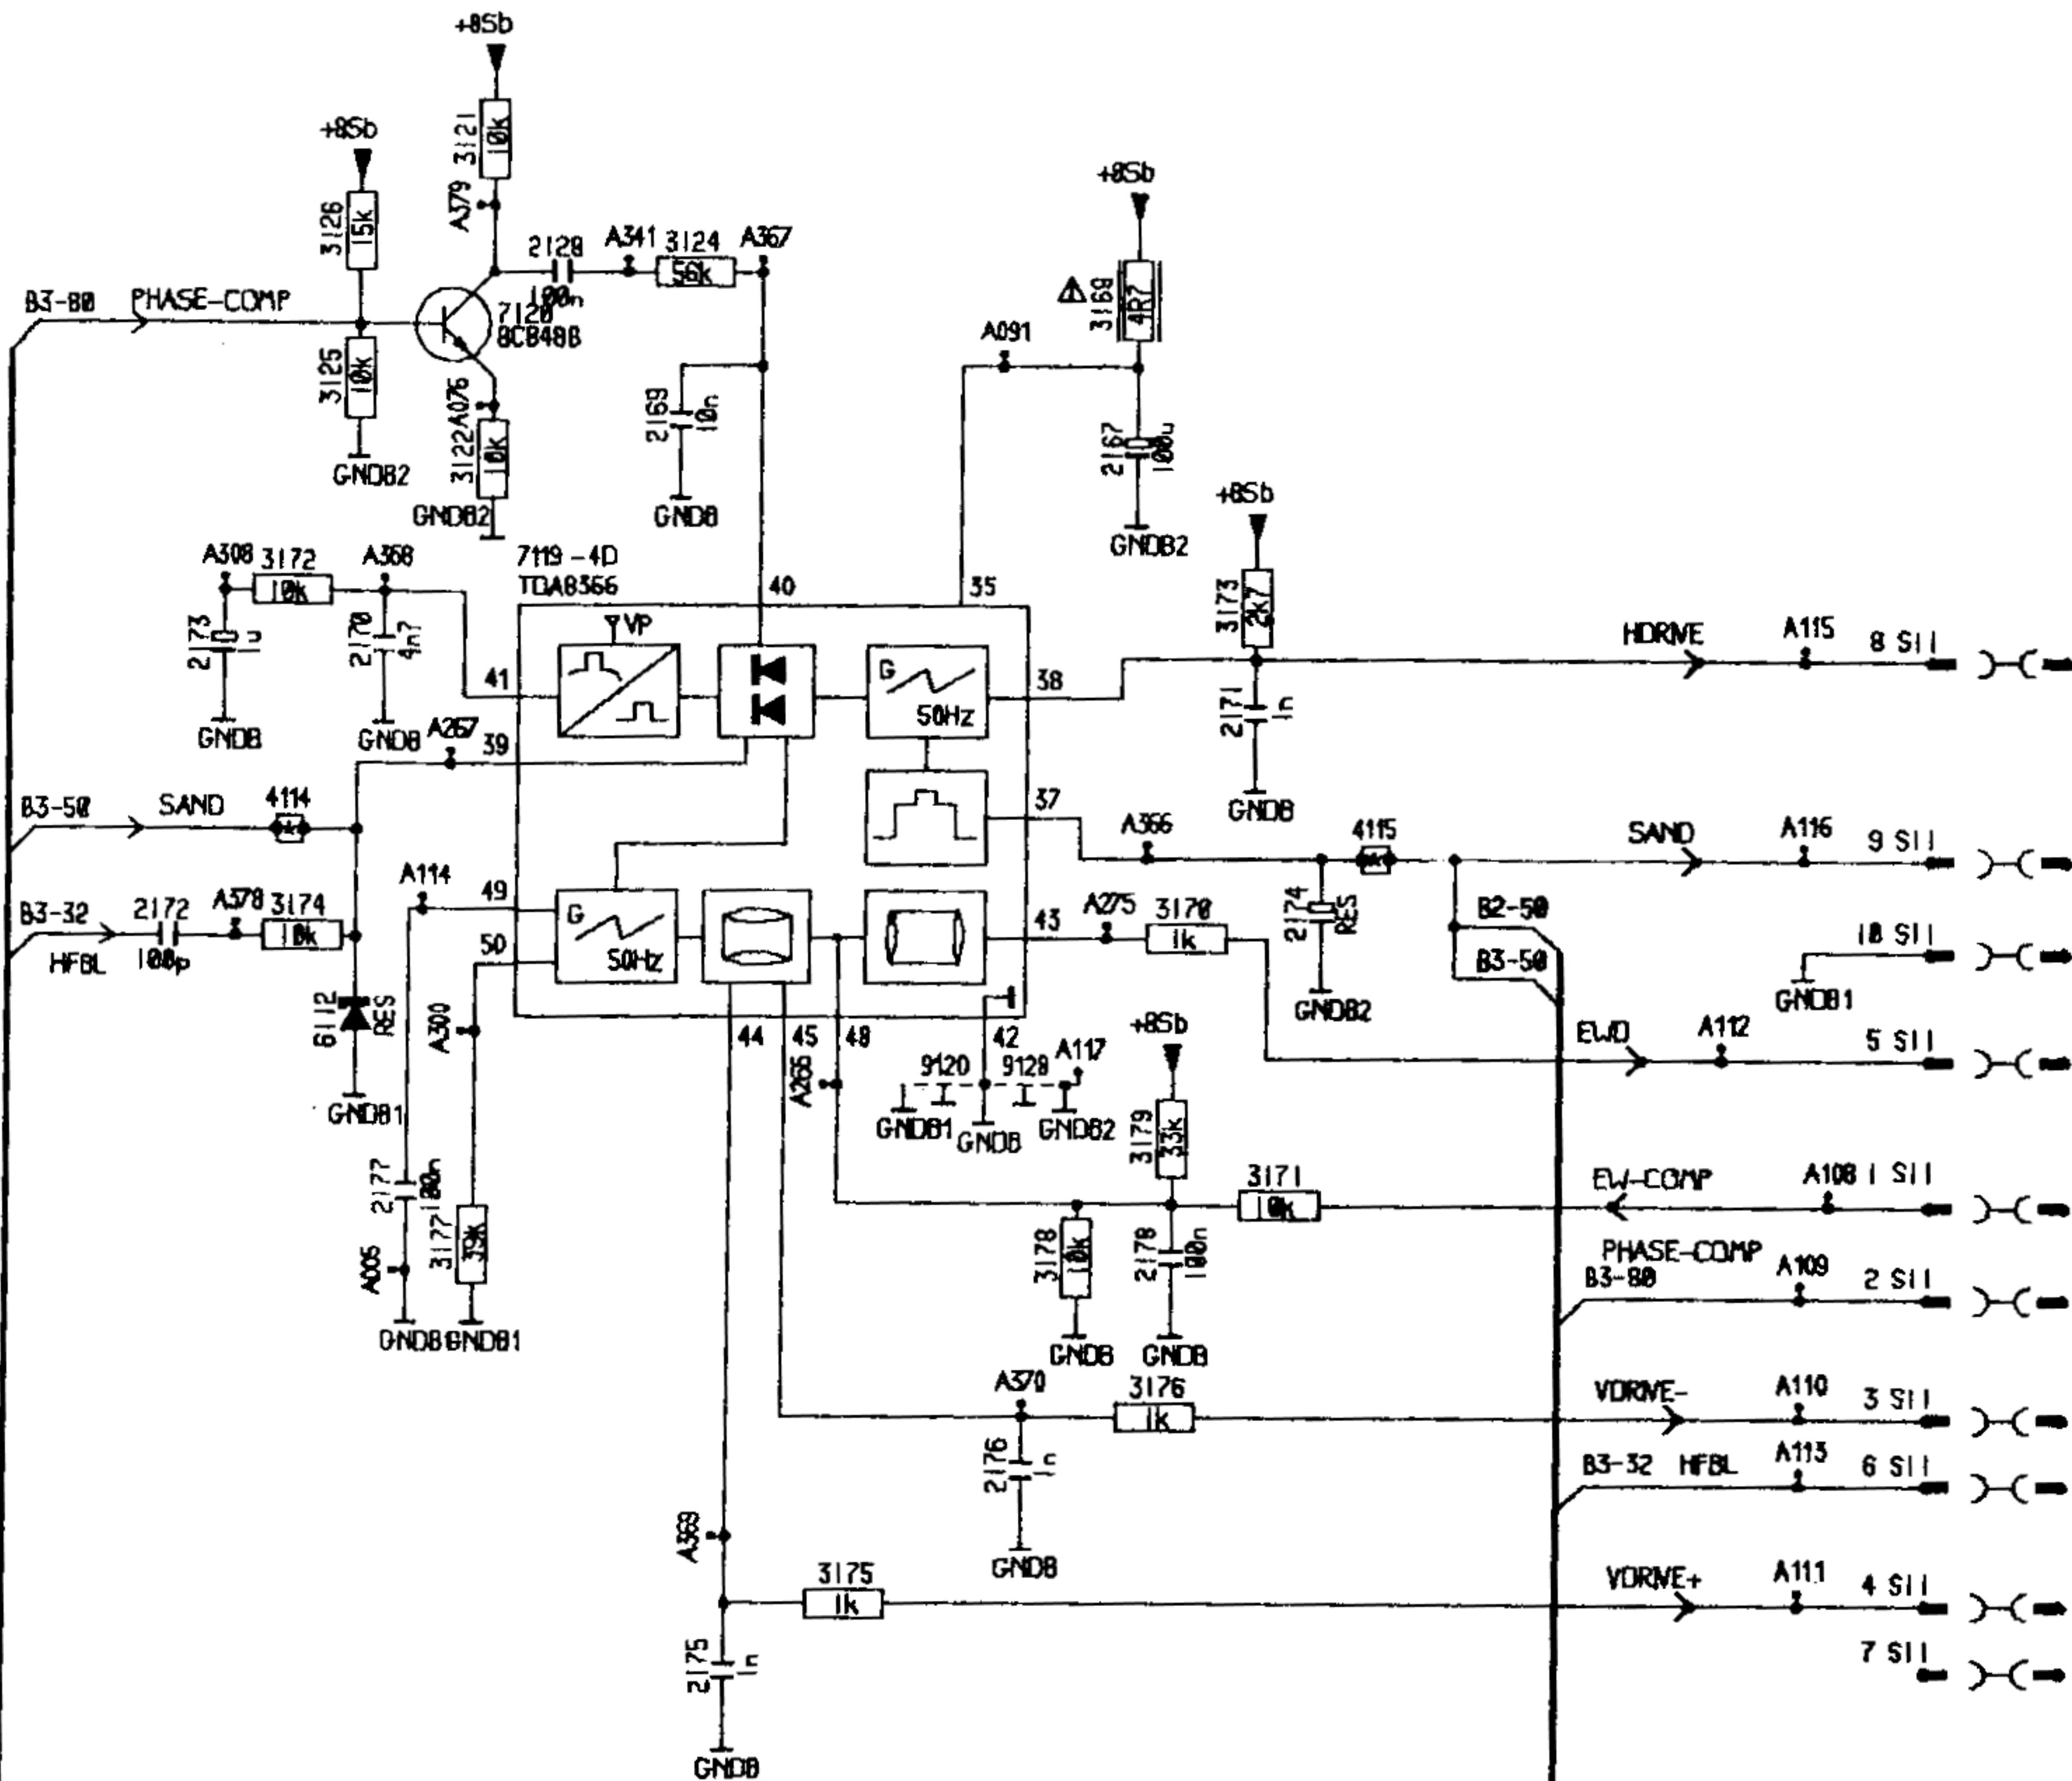 +8Sb
3121
10k
A379
+8Sb
3126
15k
2128
100n
A341
3124
56k
A367
B3-80
PHASE-COMP
7120
BC848B
3125
10k
GNDB2
A076
3122
10k
GNDB2
2169
10n
GNDB
+8Sb
3169
4R7
A091
2167
100u
GNDB2
A308
3172
10k
A368
2173
1u
GNDB
2170
4n7
GNDB
7119 -4D
TDA8366
40
35
VP
41
G
50Hz
38
+8Sb
3173
2k7
2171
1n
GNDB
HDRIVE
A115
8 S11
A267
39
B3-50
SAND
4114
37
A366
4115
SAND
A116
9 S11
B3-32
HFBL
2172
100p
A378
3174
10k
A114
49
50
G
50Hz
43
A275
3170
1k
2174
RES
GNDB2
B2-50
B3-50
10 S11
GNDB1
6112
RES
GNDB1
A300
44
45
48
42
A266
9120
9128
A117
GNDB1
GNDB
GNDB2
+8Sb
3179
33k
EWD
A112
5 S11
2177
100n
A005
GNDB1
3177
39k
GNDB1
3171
10k
EW-COMP
A108
1 S11
3178
10k
GNDB
2178
100n
GNDB
PHASE-COMP
B3-80
A109
2 S11
A370
3176
1k
2176
1n
GNDB
VDRIVE-
A110
3 S11
B3-32 HFBL
A113
6 S11
A369
3175
1k
VDRIVE+
A111
4 S11
2175
1n
GNDB
7 S11